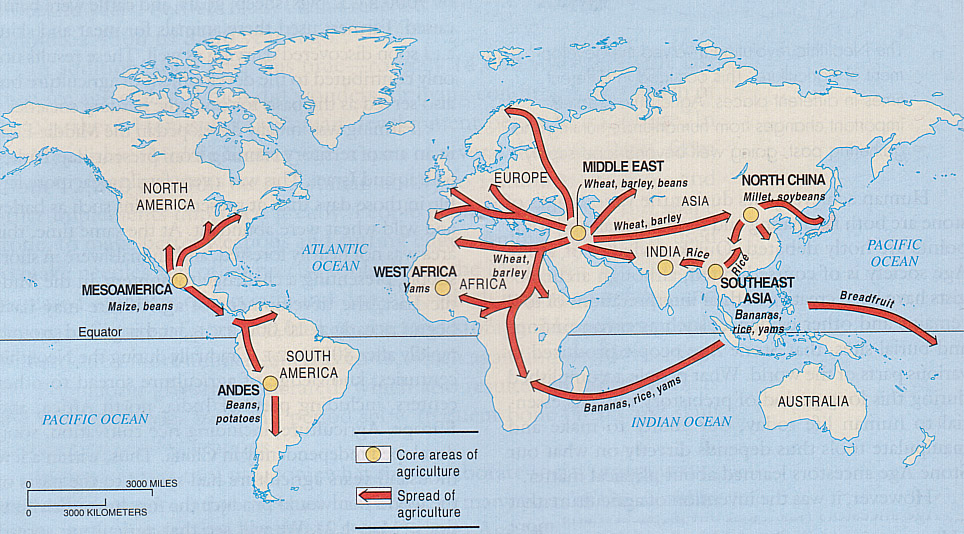 MIDDLE EAST
Wheat, barley, beans
EUROPE
NORTH CHINA
Millet, soybeans
NORTH
AMERICA
ASIA
Wheat, barley
ATLANTIC
OCEAN
INDIA
Rice
Rice
PACIFIC
OCEAN
WEST AFRICA
Yams
Wheat,
barley
AFRICA
MESOAMERICA
Maize, beans
SOUTHEAST
ASIA
Bananas,
rice, yams
Breadfruit
Equator
SOUTH
AMERICA
ANDES
Beans,
potatoes
Bananas, rice, yams
AUSTRALIA
PACIFIC OCEAN
INDIAN OCEAN
Core areas of
agriculture
Spread of
agriculture
0
3000 MILES
0
3000 KILOMETERS